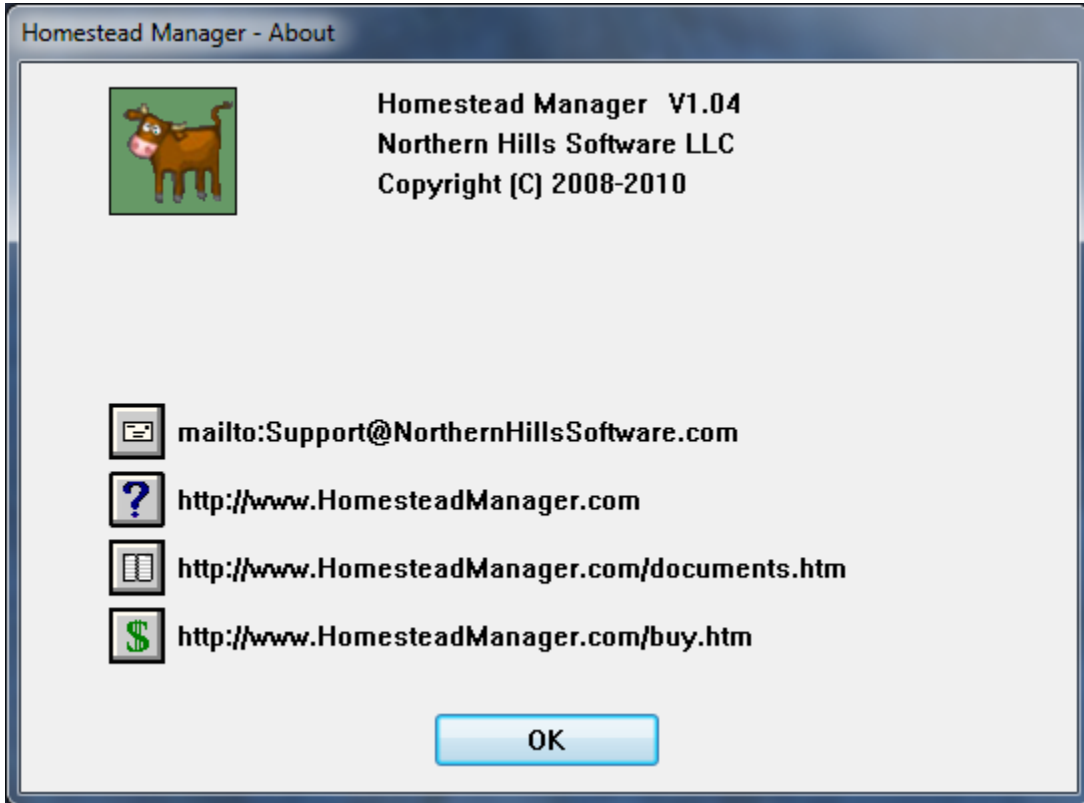 Homestead Manager - About
Homestead Manager V1.04
Northern Hills Software LLC
Copyright (C) 2008-2010
mailto:Support@NorthernHillsSoftware.com
? http://www.HomesteadManager.com
http://www.HomesteadManager.com/documents.htm
$ http://www.HomesteadManager.com/buy.htm
OK